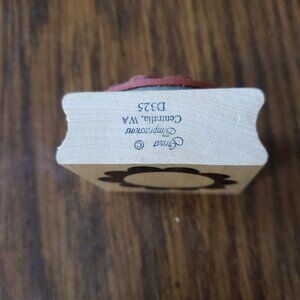 © Great
Impressions
Centralia, WA
D325